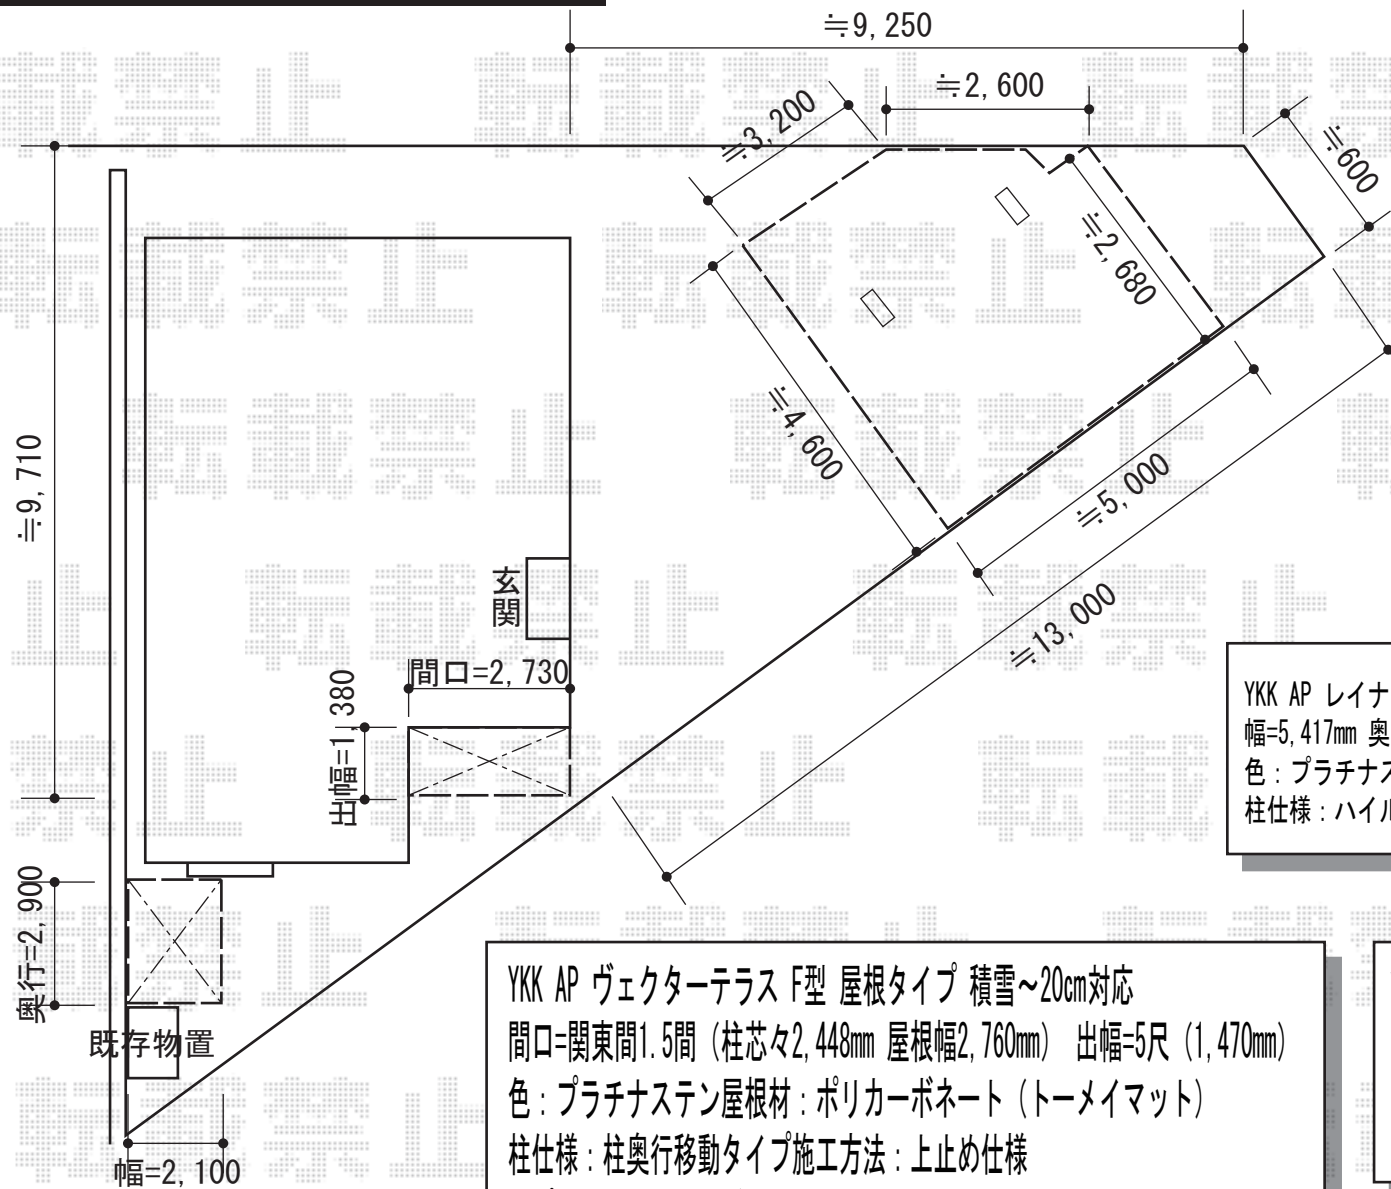 ≒9,250
≒2,600
≒3,200
≒600
≒2,680
≒4,600
≒9,710
≒5,000
≒13,000
玄関
間口=2,730
出幅=1,380
奥行=2,900
既存物置
幅=2,100
YKK AP レイナ
幅=5,417mm 奥
色：プラチナス
柱仕様：ハイル
YKK AP ヴェクターテラス F型 屋根タイプ 積雪～20cm対応
間口=関東間1.5間（柱芯々2,448mm 屋根幅2,760mm） 出幅=5尺（1,470mm）
色：プラチナステン屋根材：ポリカーボネート（トーメイマット）
柱仕様：柱奥行移動タイプ施工方法：上止め仕様
転載禁止